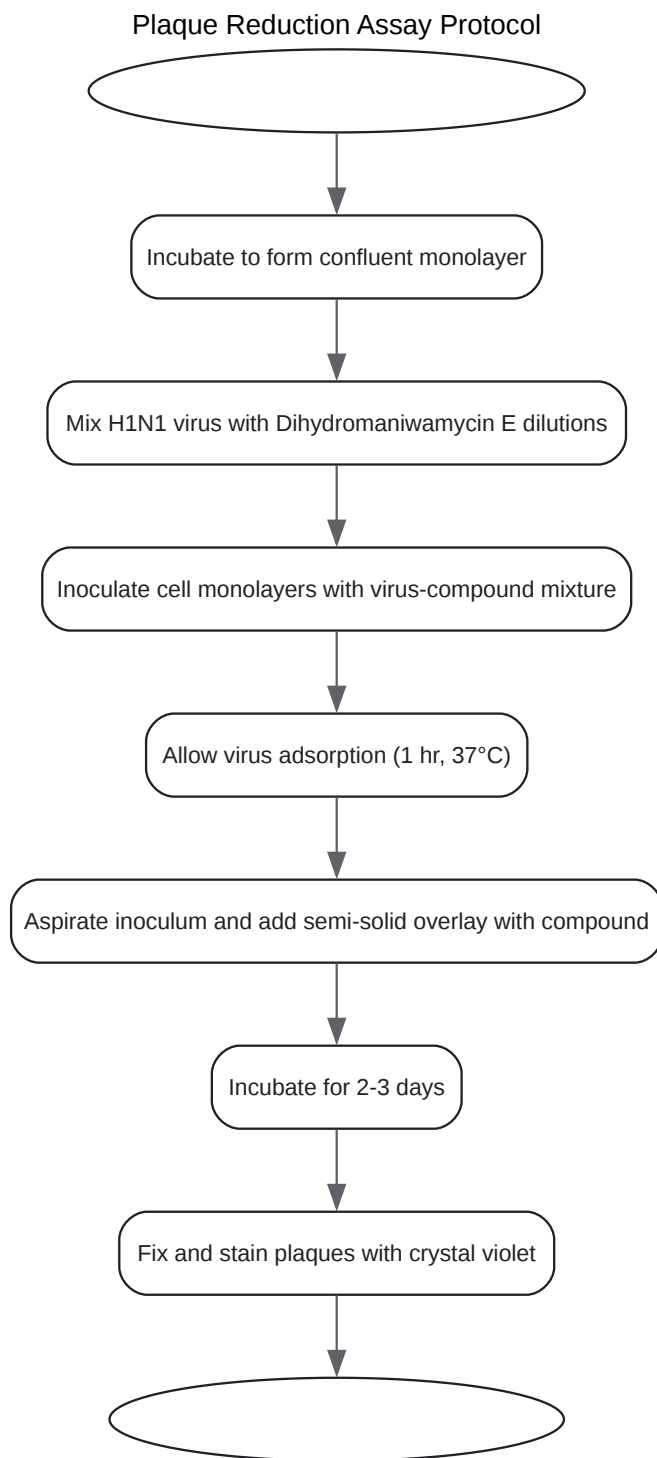 Plaque Reduction Assay Protocol
Incubate to form confluent monolayer
Mix H1N1 virus with Dihydromaniwamycin E dilutions
Inoculate cell monolayers with virus-compound mixture
Allow virus adsorption (1 hr, 37°C)
Aspirate inoculum and add semi-solid overlay with compound
Incubate for 2-3 days
Fix and stain plaques with crystal violet